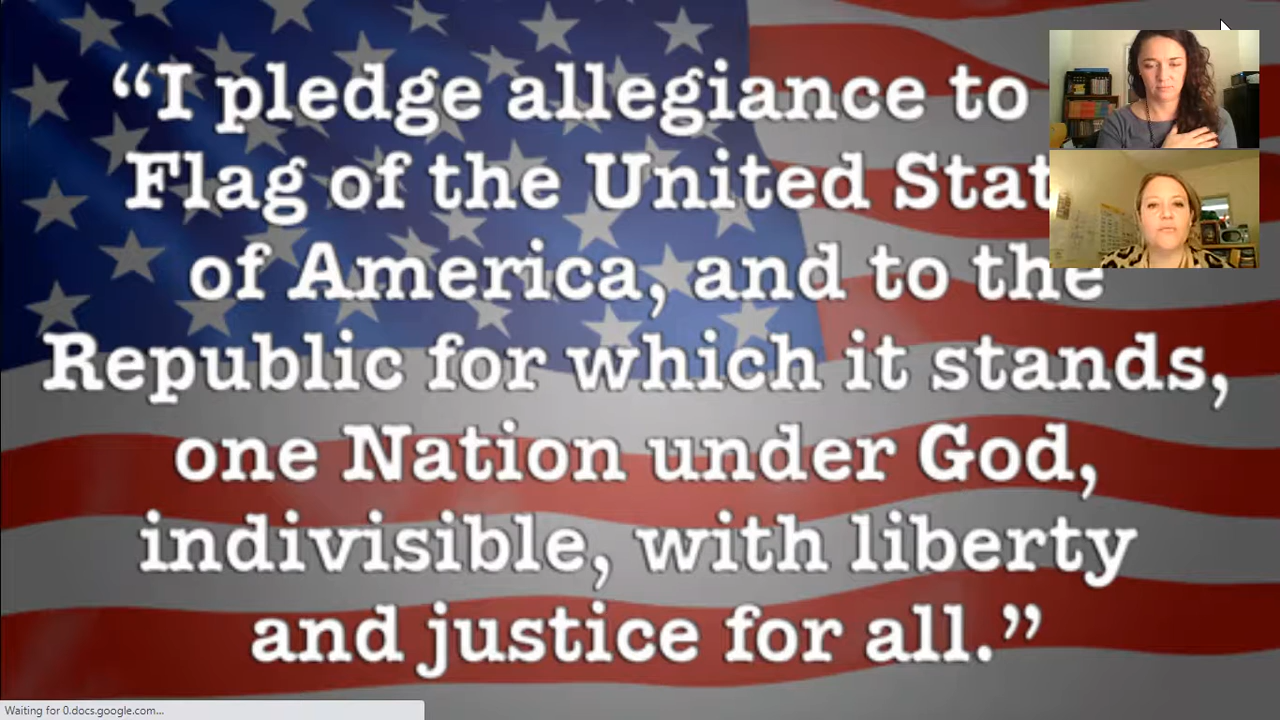 “I pledge allegiance to
Flag of the United Stat
of America, and to the
Republic for which it stands,
one Nation under God,
indivisible, with liberty
and justice for all.”
Waiting for 0.docs.google.com...